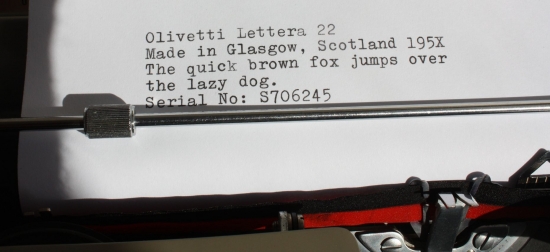 Olivetti Lettera 22
Made in Glasgow, Scotland 195X
The quick brown fox jumps over
the lazy dog.
Serial No: S706245